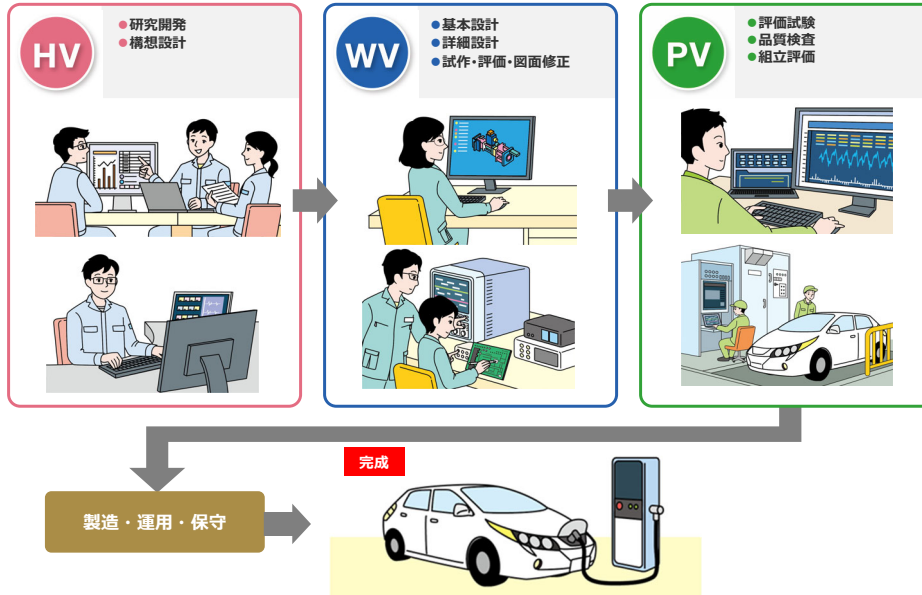 HV
●研究開発
●構想設計
WV
●基本設計
●詳細設計
●試作・評価・図面修正
PV
●評価試験
●品質検査
●組立評価
完成
製造・運用・保守